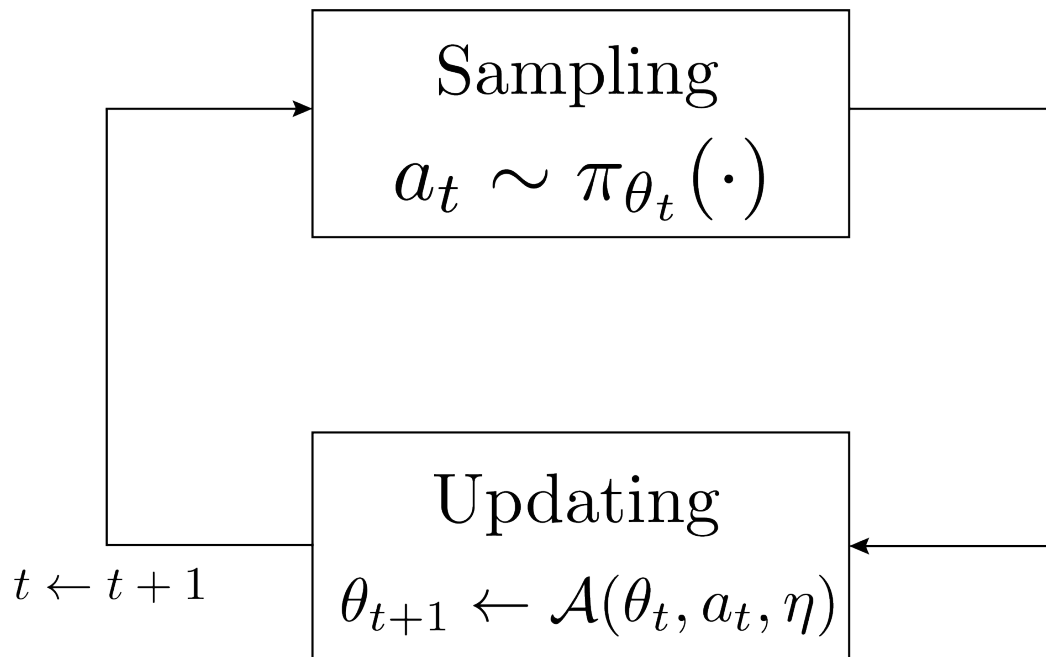 Sampling
a_t ∼ π_{θ_t}(·)
Updating
t ← t + 1
θ_{t+1} ← 𝒜(θ_t, a_t, η)